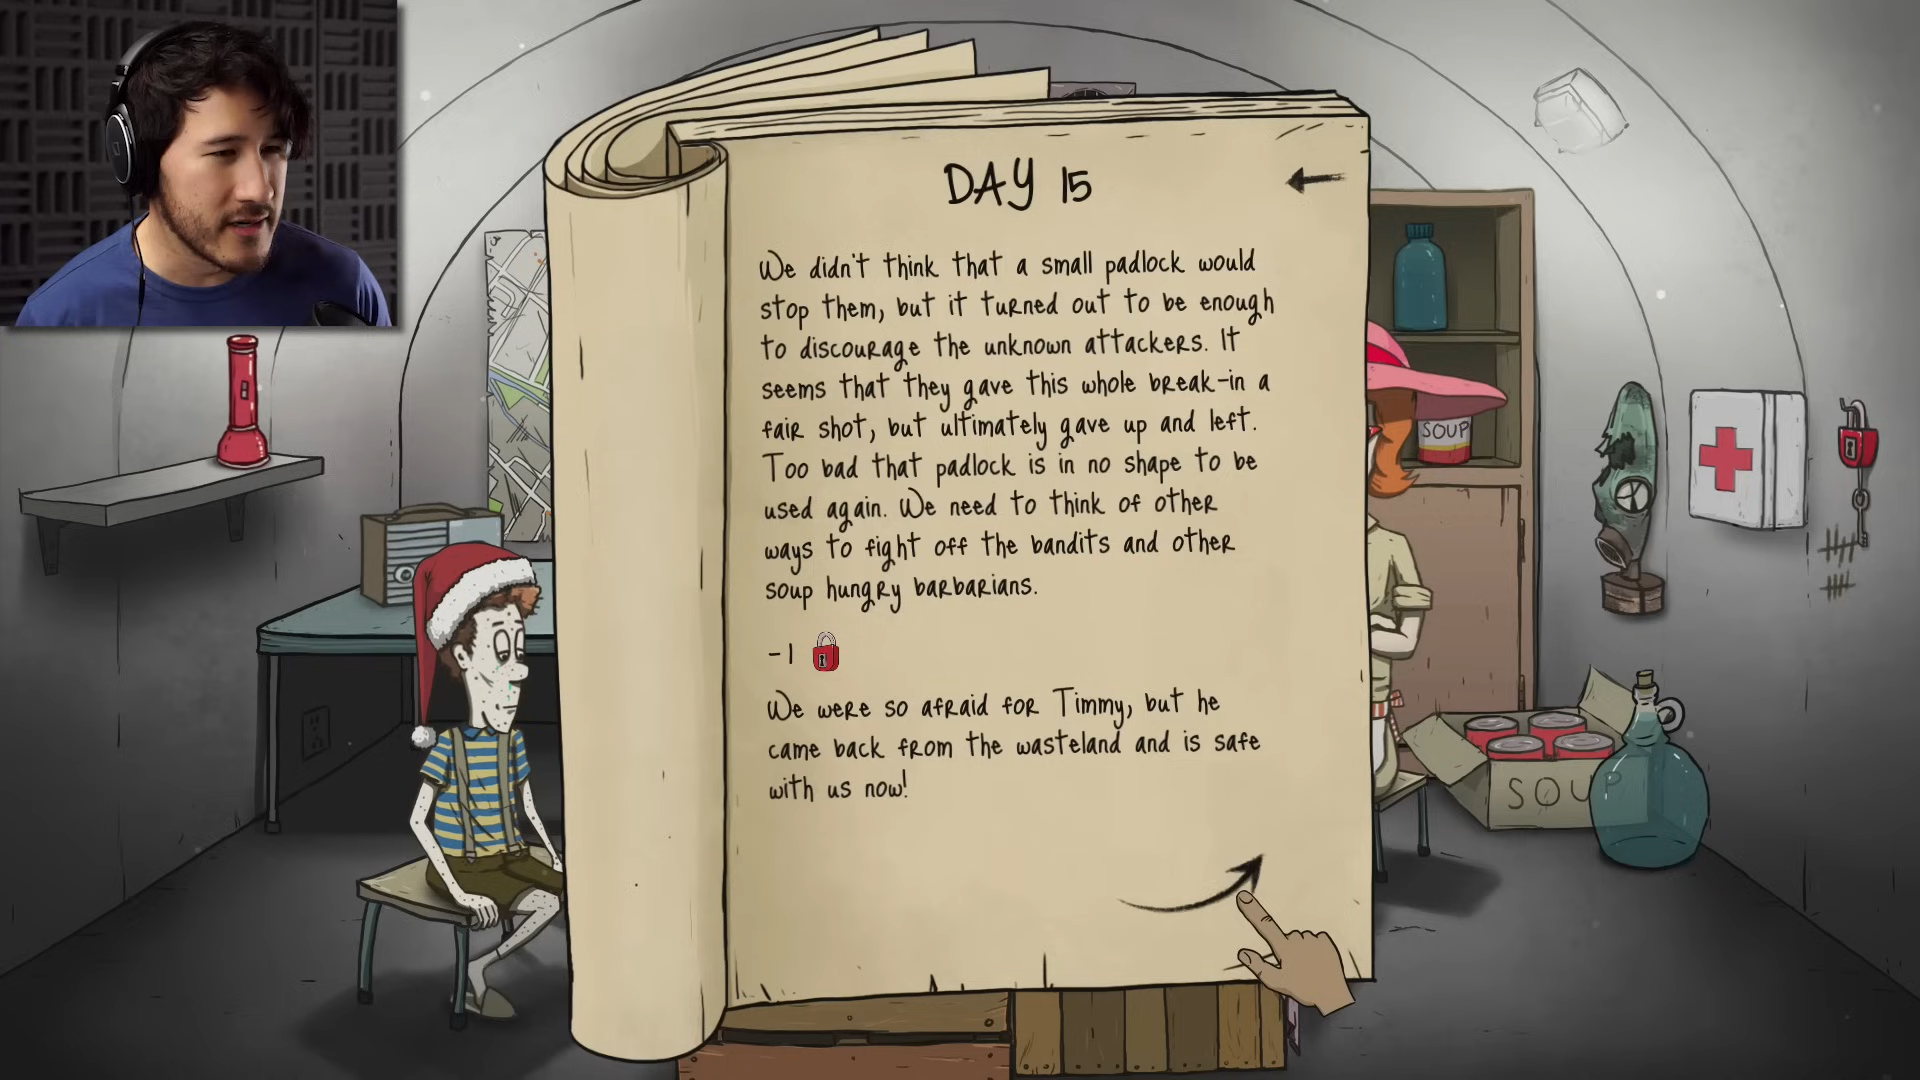 DAY 15
We didn't think that a small padlock would
stop them, but it turned out to be enough
to discourage the unknown attackers. It
seems that they gave this whole break-in a
fair shot, but ultimately gave up and left.
Too bad that padlock is in no shape to be
used again. We need to think of other
ways to fight off the bandits and other
soup hungry barbarians.
-1
We were so afraid for Timmy, but he
came back from the wasteland and is safe
with us now!
SOUP
SOUP